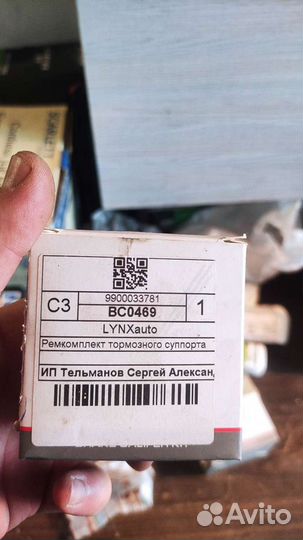 9900033781
C3
BC0469
1
LYNXauto
Ремкомплект тормозного суппорта
ИП Тельманов Сергей Алексан
Avito